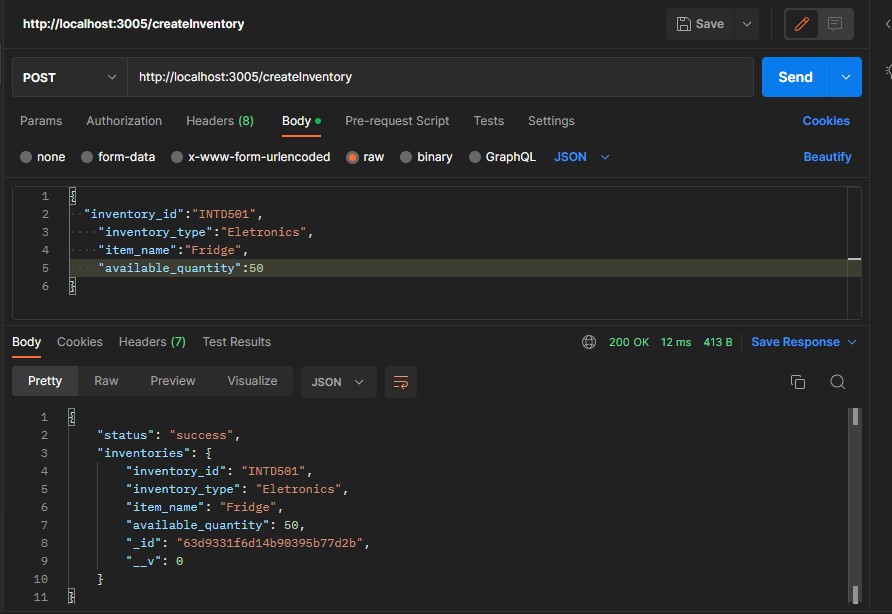 http://localhost:3005/createInventory
Save
POST http://localhost:3005/createInventory Send
Params Authorization Headers (8) Body Pre-request Script Tests Settings Cookies
none form-data x-www-form-urlencoded raw binary GraphQL JSON Beautify
1 {
2 "inventory_id":"INTD501",
3 "inventory_type":"Eletronics",
4 "item_name":"Fridge",
5 "available_quantity":50
6 }
Body Cookies Headers (7) Test Results 200 OK 12 ms 413 B Save Response
Pretty Raw Preview Visualize JSON
1 {
2 "status": "success",
3 "inventories": {
4 "inventory_id": "INTD501",
5 "inventory_type": "Eletronics",
6 "item_name": "Fridge",
7 "available_quantity": 50,
8 "_id": "63d9331f6d14b90395b77d2b",
9 "__v": 0
10 }
11 }